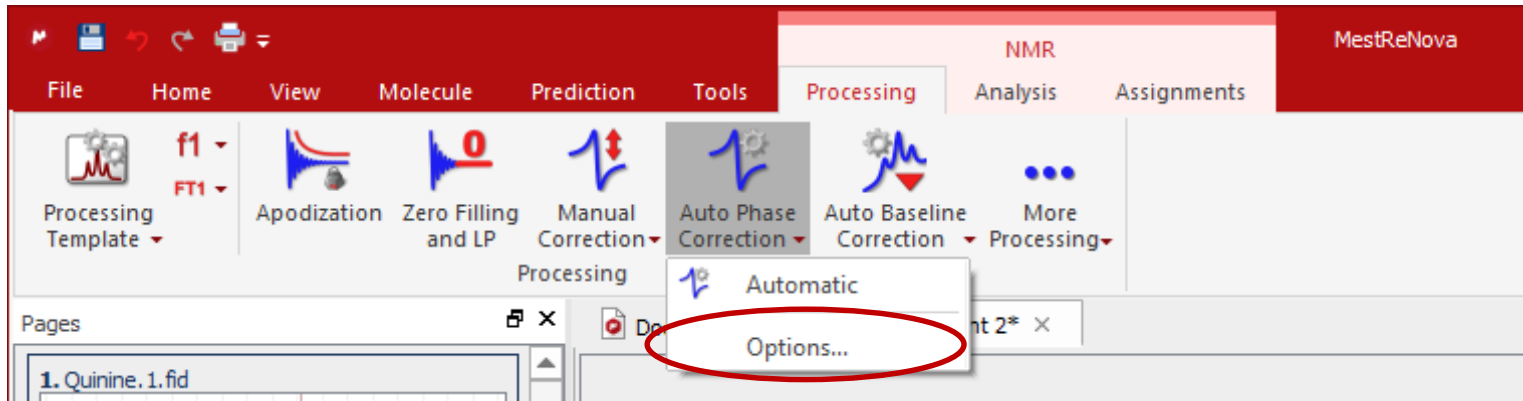 NMR
MestReNova
File Home View Molecule Prediction Tools Processing Analysis Assignments
f1
FT1
0
Processing Template
Apodization
Zero Filling and LP
Manual Correction
Auto Phase Correction
Auto Baseline Correction
More Processing
Processing
Automatic
Options...
Pages
Do
nt 2*
1. Quinine.1.fid